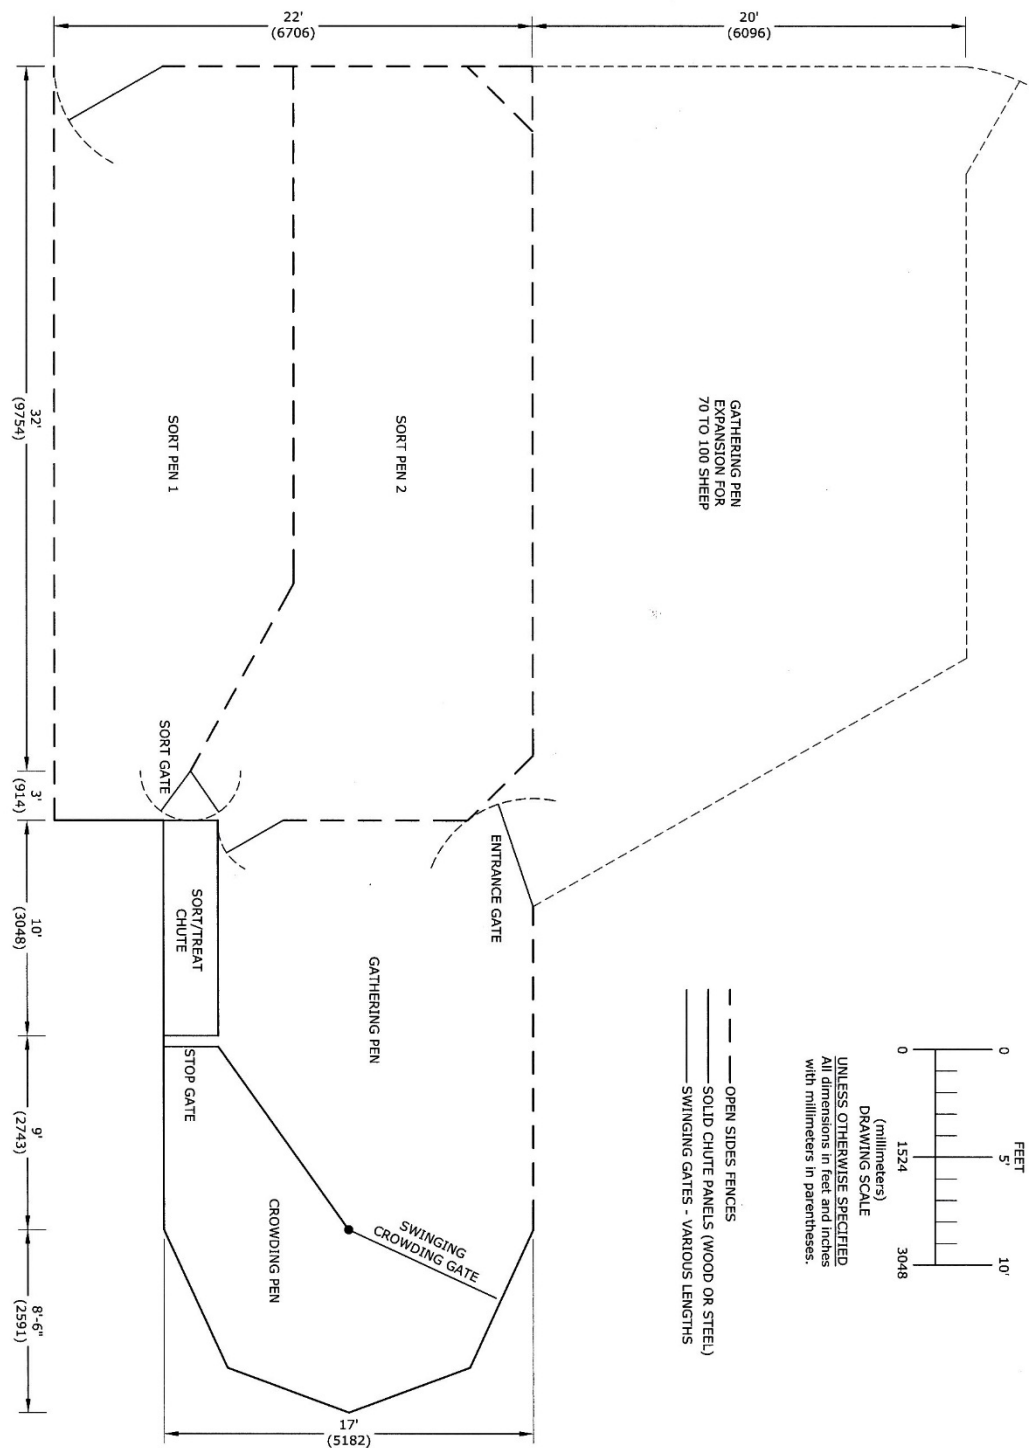 22'
(6706)
20'
(6096)
GATHERING PEN
EXPANSION FOR
70 TO 100 SHEEP
SORT PEN 1
SORT PEN 2
32'
(9754)
SORT GATE
3'
(914)
ENTRANCE GATE
SORT/TREAT
CHUTE
10'
(3048)
GATHERING PEN
STOP GATE
9'
(2743)
CROWDING PEN
SWINGING
CROWDING GATE
8'-6"
(2591)
17'
(5182)
OPEN SIDES FENCES
SOLID CHUTE PANELS (WOOD OR STEEL)
SWINGING GATES - VARIOUS LENGTHS
FEET
0 5' 10'
0 1524 3048
(millimeters)
DRAWING SCALE
UNLESS OTHERWISE SPECIFIED
All dimensions in feet and inches
with millimeters in parentheses.